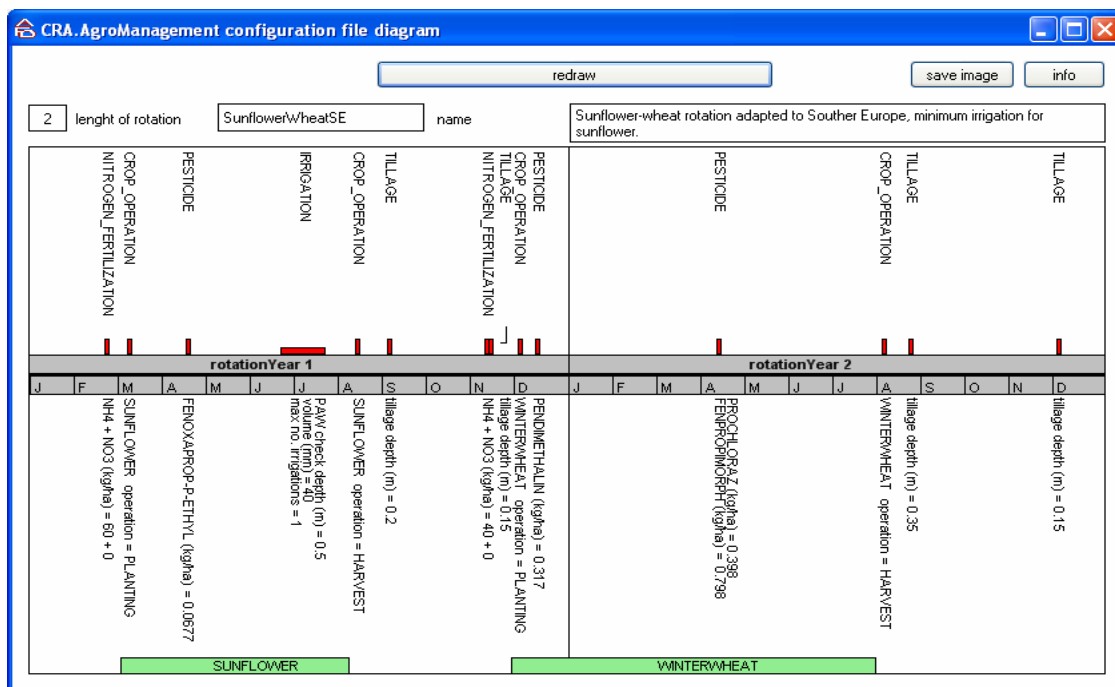 CRA.AgroManagement configuration file diagram
redraw
save image
info
2
lenght of rotation
SunflowerWheatSE
name
Sunflower-wheat rotation adapted to Souther Europe, minimum irrigation for
sunflower.
NITROGEN_FERTILIZATION
CROP_OPERATION
PESTICIDE
IRRIGATION
CROP_OPERATION
TILLAGE
NITROGEN_FERTILIZATION
TILLAGE
CROP_OPERATION
PESTICIDE
PESTICIDE
CROP_OPERATION
TILLAGE
TILLAGE
rotationYear 1
rotationYear 2
J F M A M J J A S O N D J F M A M J J A S O N D
NH4 + NO3 (kg/ha) = 60 + 0
SUNFLOWER operation = PLANTING
FENOXAPROP-P-ETHYL (kg/ha) = 0.0677
PAW check depth (m) = 0.5
volume (mm) = 40
max no. irrigations = 1
SUNFLOWER operation = HARVEST
tillage depth (m) = 0.2
NH4 + NO3 (kg/ha) = 40 + 0
tillage depth (m) = 0.15
WINTERWHEAT operation = PLANTING
PENDIMETHALIN (kg/ha) = 0.317
PROCHLORAZ (kg/ha) = 0.398
FENPROPIMORPH (kg/ha) = 0.798
WINTERWHEAT operation = HARVEST
tillage depth (m) = 0.35
tillage depth (m) = 0.15
SUNFLOWER
WINTERWHEAT